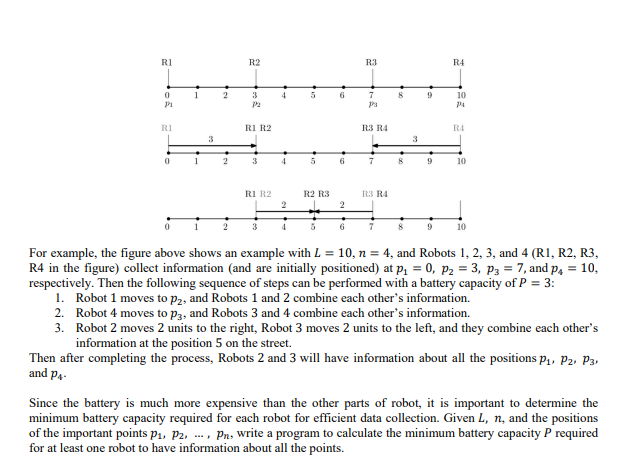 R1 R2 R3 R4
0 1 2 3 4 5 6 7 8 9 10
p₁ p₂ p₃ p₄
R1 R1 R2 R3 R4 R4
3 3
0 1 2 3 4 5 6 7 8 9 10
R1 R2 R2 R3 R3 R4
2 2
0 1 2 3 4 5 6 7 8 9 10
For example, the figure above shows an example with L = 10, n = 4, and Robots 1, 2, 3, and 4 (R1, R2, R3,
R4 in the figure) collect information (and are initially positioned) at p₁ = 0, p₂ = 3, p₃ = 7, and p₄ = 10,
respectively. Then the following sequence of steps can be performed with a battery capacity of P = 3:
1. Robot 1 moves to p₂, and Robots 1 and 2 combine each other's information.
2. Robot 4 moves to p₃, and Robots 3 and 4 combine each other's information.
3. Robot 2 moves 2 units to the right, Robot 3 moves 2 units to the left, and they combine each other's
information at the position 5 on the street.
Then after completing the process, Robots 2 and 3 will have information about all the positions p₁, p₂, p₃,
and p₄.
Since the battery is much more expensive than the other parts of robot, it is important to determine the
minimum battery capacity required for each robot for efficient data collection. Given L, n, and the positions
of the important points p₁, p₂, ... , pₙ, write a program to calculate the minimum battery capacity P required
for at least one robot to have information about all the points.